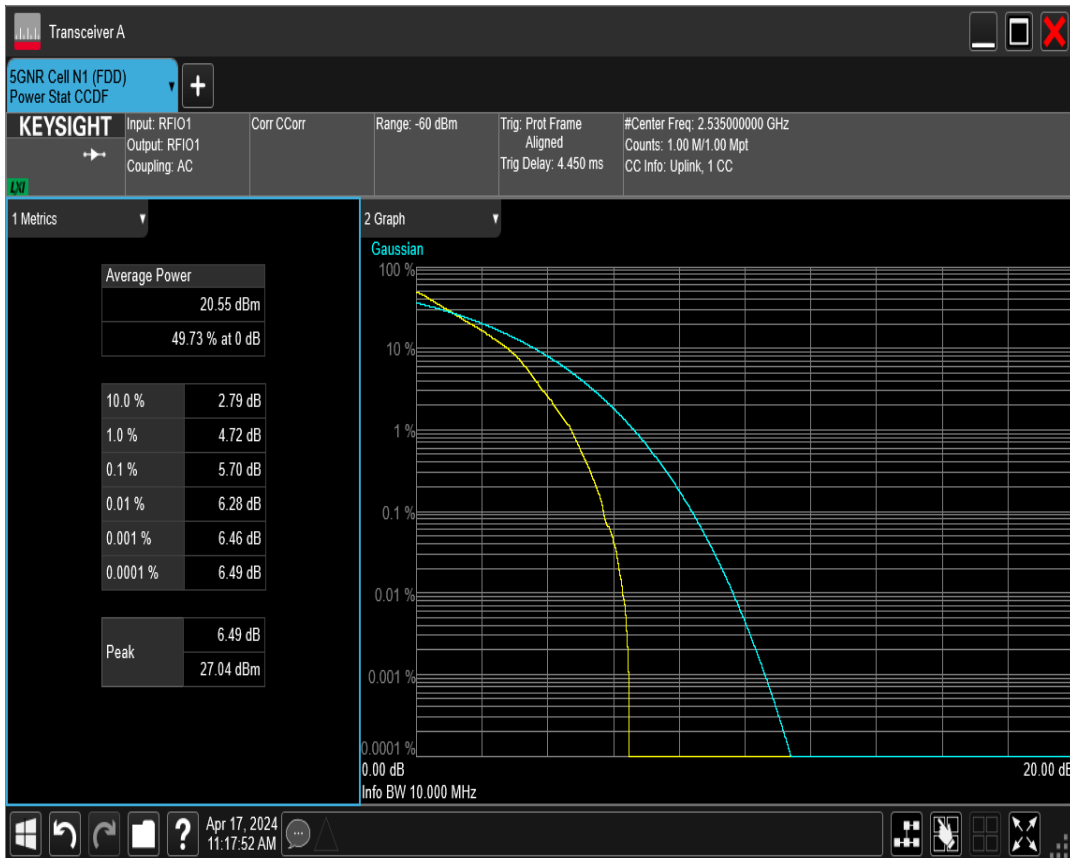 Transceiver A
5GNR Cell N1 (FDD)
Power Stat CCDF
+
KEYSIGHT
LXI
Input: RFIO1
Output: RFIO1
Coupling: AC
Corr CCorr
Range: -60 dBm
Trig: Prot Frame
Aligned
Trig Delay: 4.450 ms
#Center Freq: 2.535000000 GHz
Counts: 1.00 M/1.00 Mpt
CC Info: Uplink, 1 CC
1 Metrics
Average Power
20.55 dBm
49.73 % at 0 dB
10.0 % 2.79 dB
1.0 % 4.72 dB
0.1 % 5.70 dB
0.01 % 6.28 dB
0.001 % 6.46 dB
0.0001 % 6.49 dB
Peak
6.49 dB
27.04 dBm
2 Graph
Gaussian
100 %
10 %
1 %
0.1 %
0.01 %
0.001 %
0.0001 %
0.00 dB 20.00 dB
Info BW 10.000 MHz
?
Apr 17, 2024
11:17:52 AM